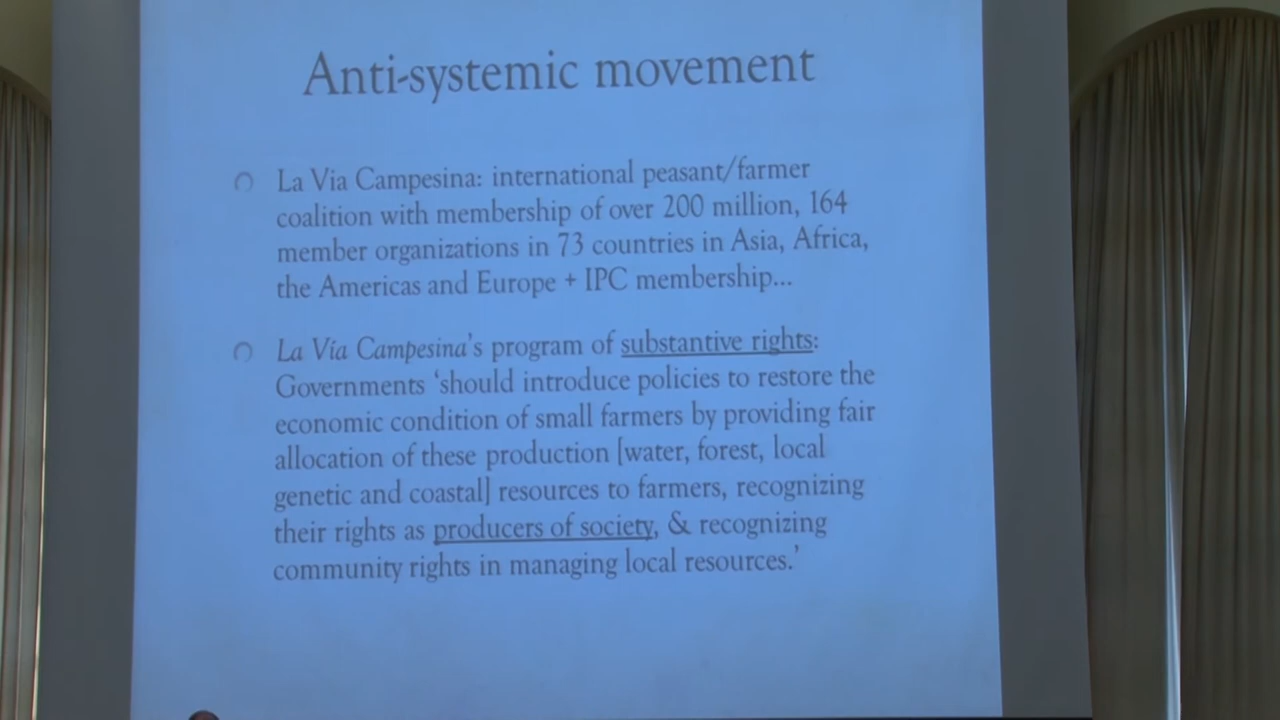 Anti-systemic movement
La Via Campesina: international peasant/farmer
coalition with membership of over 200 million, 164
member organizations in 73 countries in Asia, Africa,
the Americas and Europe + IPC membership...
La Via Campesina's program of substantive rights:
Governments ‘should introduce policies to restore the
economic condition of small farmers by providing fair
allocation of these production [water, forest, local
genetic and coastal] resources to farmers, recognizing
their rights as producers of society, & recognizing
community rights in managing local resources.’